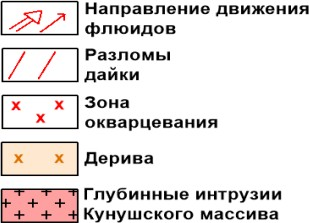 Направление движения
флюидов
Разломы
дайки
Зона
окварцевания
Дерива
Глубинные интрузии
Кунушского массива